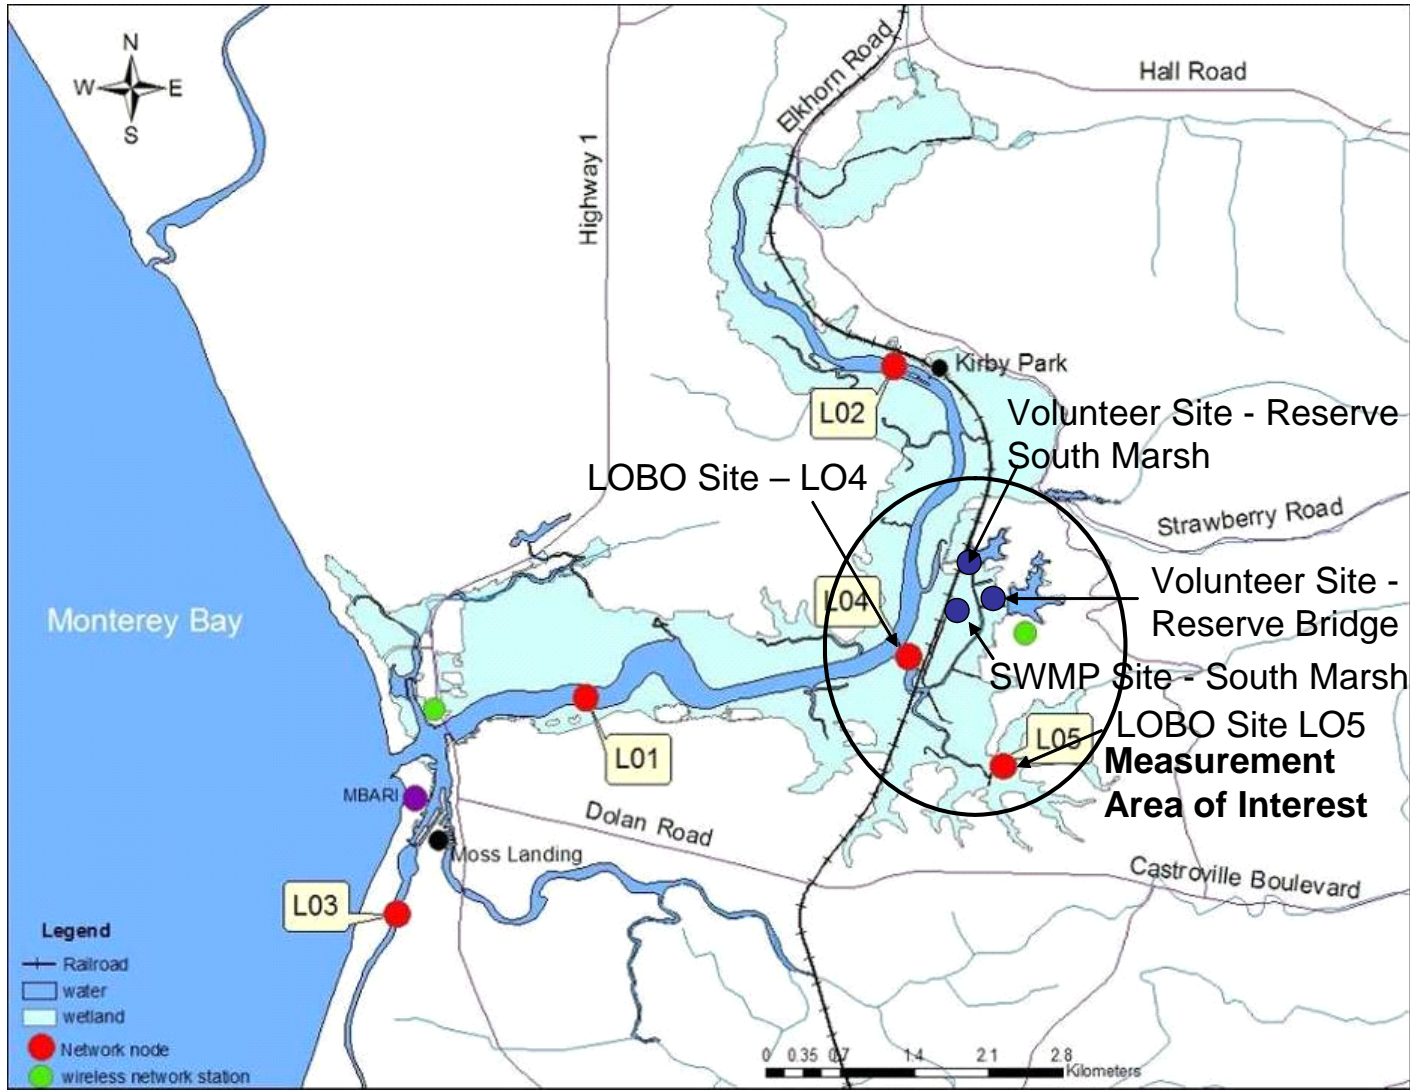 N
W
E
S
Elkhorn Road
Hall Road
Highway 1
Kirby Park
L02
Volunteer Site - Reserve
South Marsh
LOBO Site – LO4
Strawberry Road
Volunteer Site -
Reserve Bridge
L04
Monterey Bay
SWMP Site - South Marsh
LOBO Site LO5
L05
L01
Measurement
Area of Interest
MBARI
Dolan Road
Moss Landing
Castroville Boulevard
L03
Legend
Railroad
water
wetland
Network node
wireless network station
0 0.35 0.7 1.4 2.1 2.8
Kilometers